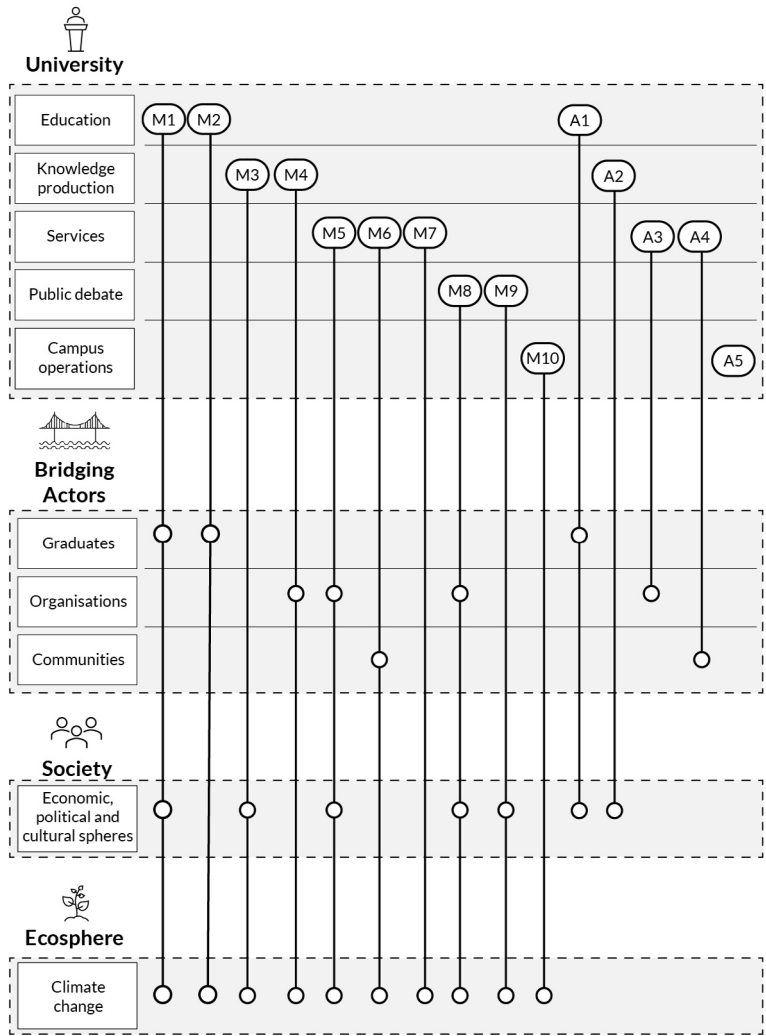 University
Education
M1
M2
A1
Knowledge
production
M3
M4
A2
Services
M5
M6
M7
A3
A4
Public debate
M8
M9
Campus
operations
M10
A5
Bridging
Actors
Graduates
Organisations
Communities
Society
Economic,
political and
cultural spheres
Ecosphere
Climate
change